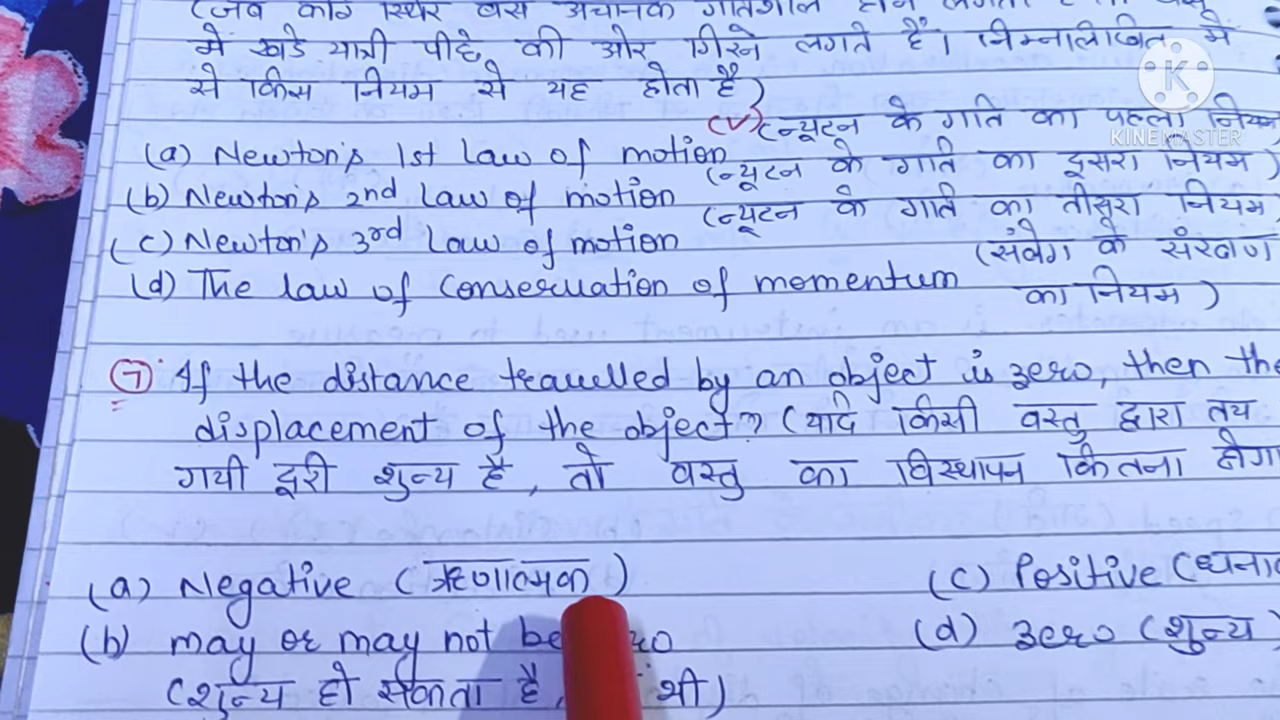 में खडे यात्री पीछे की ओर गिरने लगते हैं। निम्नलिखित में
से किस नियम से यह होता है)
(a) Newton's 1st law of motion (V) (न्यूटन के गति का पहला नियम
(b) Newton's 2nd law of motion (न्यूटन के गति का दूसरा नियम)
(c) Newton's 3rd law of motion (न्यूटन के गति का तीसरा नियम
(d) The law of conservation of momentum (संवेग के संरक्षण
का नियम)
KINEMASTER
⑦ If the distance travelled by an object is zero, then the
displacement of the object? (यदि किसी वस्तु द्वारा तय
गयी दूरी शुन्य है, तो वस्तु का विस्थापन कितना होगा
(a) Negative (ऋणात्मक) (c) Positive
(b) may or may not be (d) zero (शुन्य)
(शुन्य हो सकता है, भी)